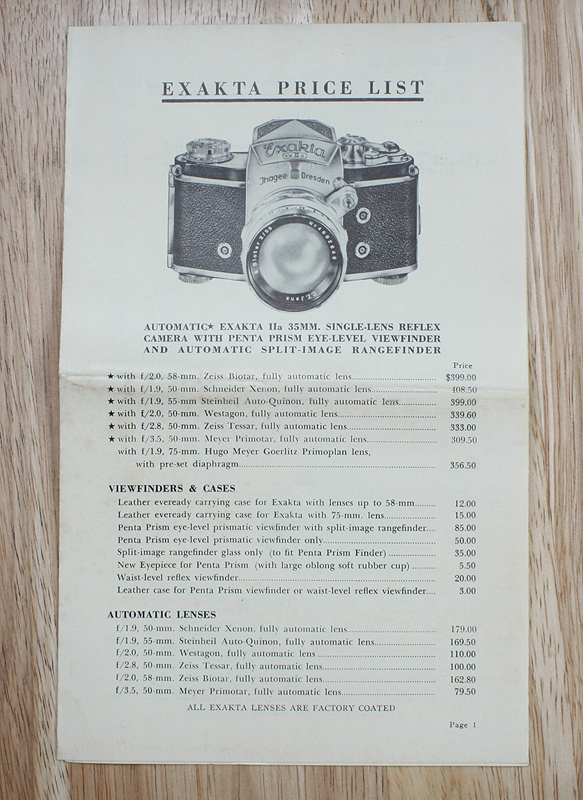 EXAKTA PRICE LIST
Exakta
VX IIa
Jhagee Dresden
Biotar 2/58
AUTOMATIC★ EXAKTA IIa 35MM. SINGLE-LENS REFLEX
CAMERA WITH PENTA PRISM EYE-LEVEL VIEWFINDER
AND AUTOMATIC SPLIT-IMAGE RANGEFINDER
Price
★ with f/2.0, 58-mm. Zeiss Biotar, fully automatic lens $399.00
★ with f/1.9, 50-mm. Schneider Xenon, fully automatic lens 408.50
★ with f/1.9, 55-mm Steinheil Auto-Quinon, fully automatic lens 399.00
★ with f/2.0, 50-mm. Westagon, fully automatic lens 339.60
★ with f/2.8, 50-mm. Zeiss Tessar, fully automatic lens 333.00
★ with f/3.5, 50-mm. Meyer Primotar, fully automatic lens 309.50
with f/1.9, 75-mm. Hugo Meyer Goerlitz Primoplan lens,
with pre-set diaphragm 356.50
VIEWFINDERS & CASES
Leather eveready carrying case for Exakta with lenses up to 58-mm 12.00
Leather eveready carrying case for Exakta with 75-mm. lens 15.00
Penta Prism eye-level prismatic viewfinder with split-image rangefinder 85.00
Penta Prism eye-level prismatic viewfinder only 50.00
Split-image rangefinder glass only (to fit Penta Prism Finder) 35.00
New Eyepiece for Penta Prism (with large oblong soft rubber cup) 5.50
Waist-level reflex viewfinder 20.00
Leather case for Penta Prism viewfinder or waist-level reflex viewfinder 3.00
AUTOMATIC LENSES
f/1.9, 50-mm. Schneider Xenon, fully automatic lens 179.00
f/1.9, 55-mm. Steinheil Auto-Quinon, fully automatic lens 169.50
f/2.0, 50-mm. Westagon, fully automatic lens 110.00
f/2.8, 50-mm. Zeiss Tessar, fully automatic lens 100.00
f/2.0, 58-mm. Zeiss Biotar, fully automatic lens 162.80
f/3.5, 50-mm. Meyer Primotar, fully automatic lens 79.50
ALL EXAKTA LENSES ARE FACTORY COATED
Page 1